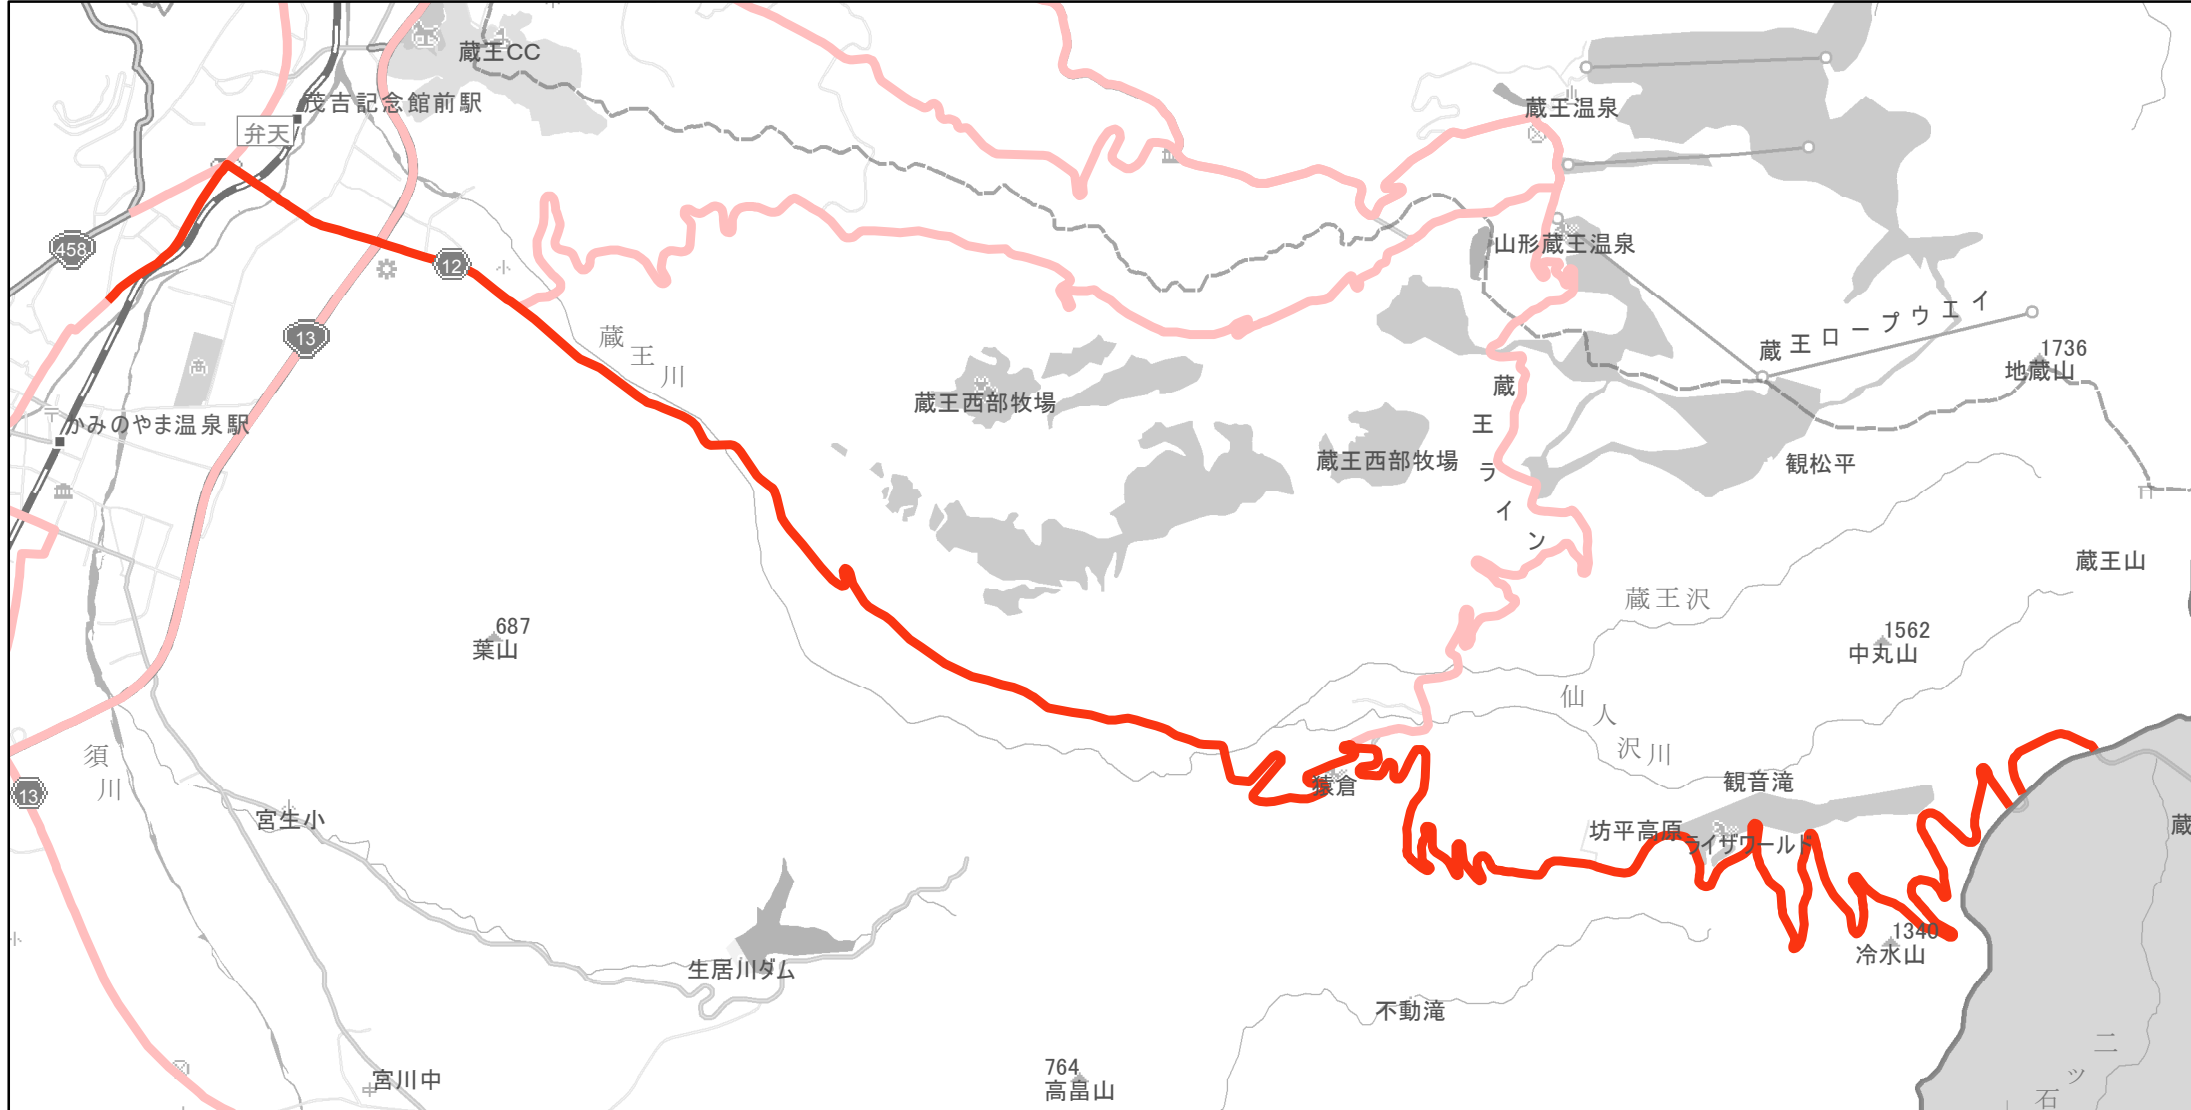 蔵王CC
茂吉記念館前駅
弁天
蔵王温泉
458
12
山形蔵王温泉
13
蔵王川
蔵王ロープウエイ
1736
地蔵山
蔵王西部牧場
蔵王ライン
かみのやま温泉駅
蔵王西部牧場
観松平
蔵王山
蔵王沢
687
葉山
1562
中丸山
仙人沢川
須川
13
猿倉
観音滝
宮生小
坊平高原
ライザワールド
蔵
1340
冷水山
生居川ダム
不動滝
764
高畠山
宮川中
二ツ石